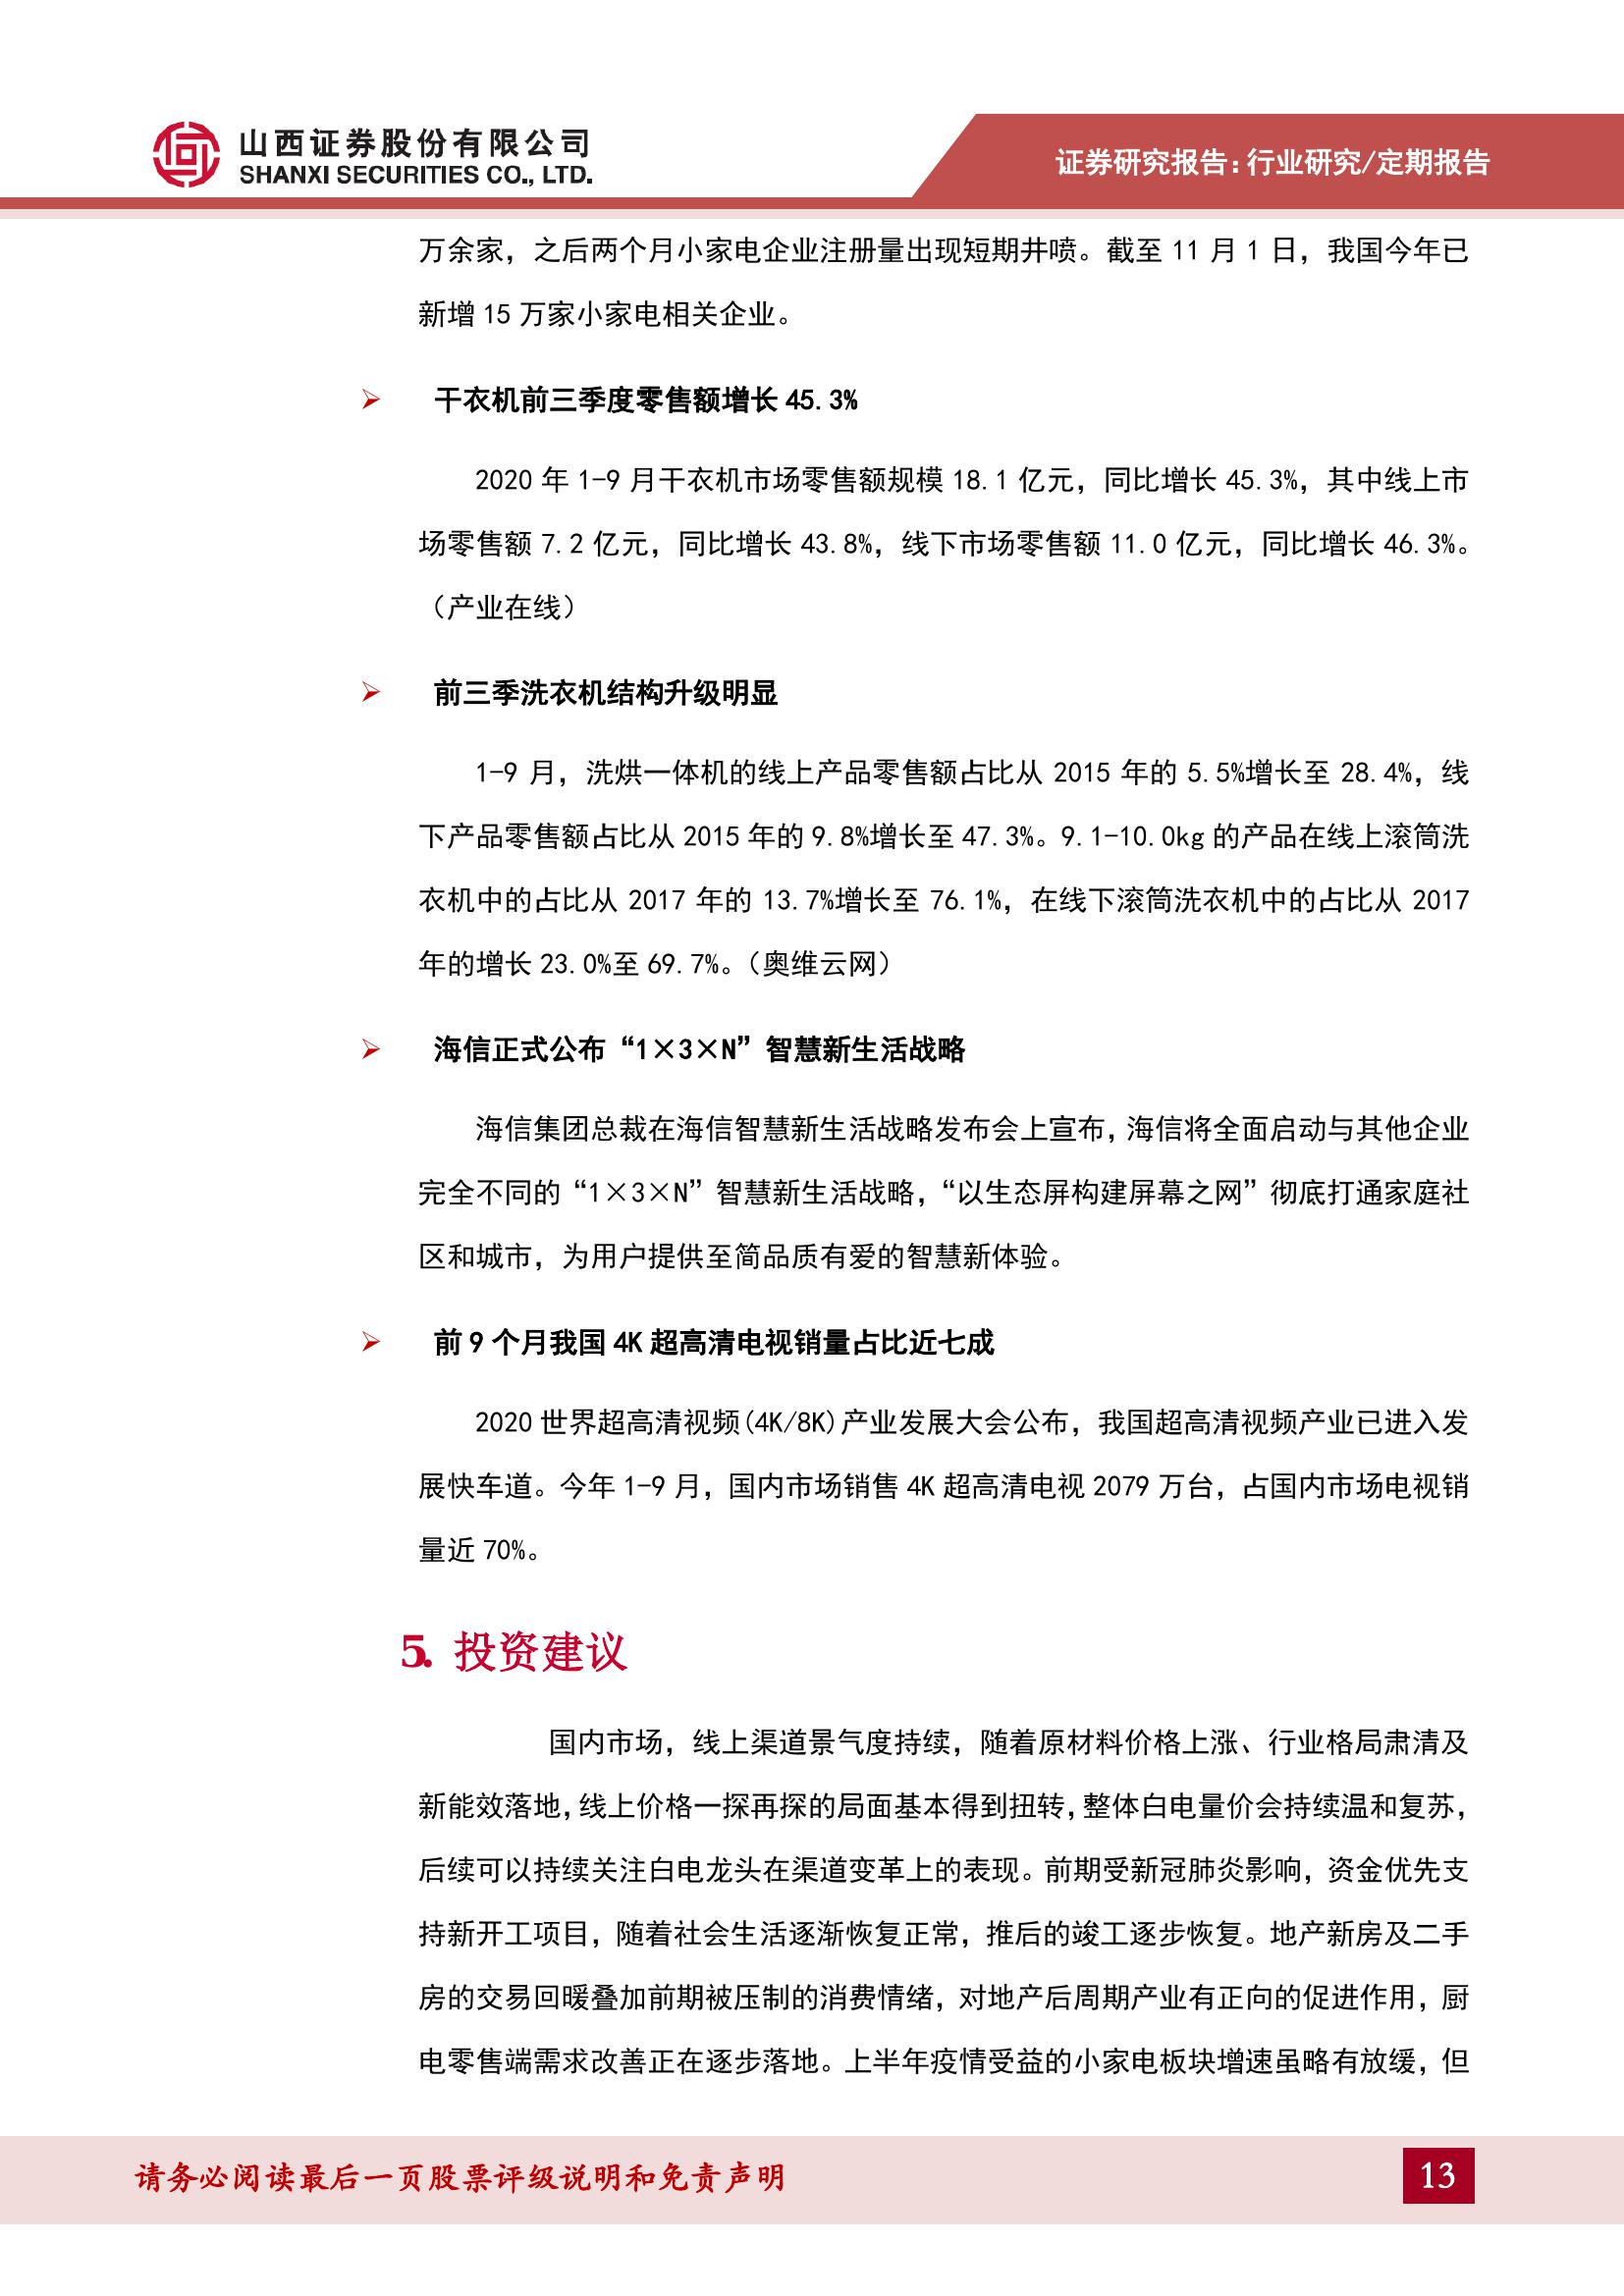 山西证券股份有限公司
SHANXI SECURITIES CO., LTD.
证券研究报告:行业研究/定期报告
万余家，之后两个月小家电企业注册量出现短期井喷。截至 11 月 1 日，我国今年已
新增 15 万家小家电相关企业。
干衣机前三季度零售额增长 45.3%
2020 年 1-9 月干衣机市场零售额规模 18.1 亿元，同比增长 45.3%，其中线上市
场零售额 7.2 亿元，同比增长 43.8%，线下市场零售额 11.0 亿元，同比增长 46.3%。
（产业在线）
前三季洗衣机结构升级明显
1-9 月，洗烘一体机的线上产品零售额占比从 2015 年的 5.5%增长至 28.4%，线
下产品零售额占比从 2015 年的 9.8%增长至 47.3%。9.1-10.0kg 的产品在线上滚筒洗
衣机中的占比从 2017 年的 13.7%增长至 76.1%，在线下滚筒洗衣机中的占比从 2017
年的增长 23.0%至 69.7%。（奥维云网）
海信正式公布“1×3×N”智慧新生活战略
海信集团总裁在海信智慧新生活战略发布会上宣布，海信将全面启动与其他企业
完全不同的“1×3×N”智慧新生活战略，“以生态屏构建屏幕之网”彻底打通家庭社
区和城市，为用户提供至简品质有爱的智慧新体验。
前 9 个月我国 4K 超高清电视销量占比近七成
2020 世界超高清视频(4K/8K)产业发展大会公布，我国超高清视频产业已进入发
展快车道。今年 1-9 月，国内市场销售 4K 超高清电视 2079 万台，占国内市场电视销
量近 70%。
5. 投资建议
国内市场，线上渠道景气度持续，随着原材料价格上涨、行业格局肃清及
新能效落地，线上价格一探再探的局面基本得到扭转，整体白电量价会持续温和复苏，
后续可以持续关注白电龙头在渠道变革上的表现。前期受新冠肺炎影响，资金优先支
持新开工项目，随着社会生活逐渐恢复正常，推后的竣工逐步恢复。地产新房及二手
房的交易回暖叠加前期被压制的消费情绪，对地产后周期产业有正向的促进作用，厨
电零售端需求改善正在逐步落地。上半年疫情受益的小家电板块增速虽略有放缓，但
请务必阅读最后一页股票评级说明和免责声明
13